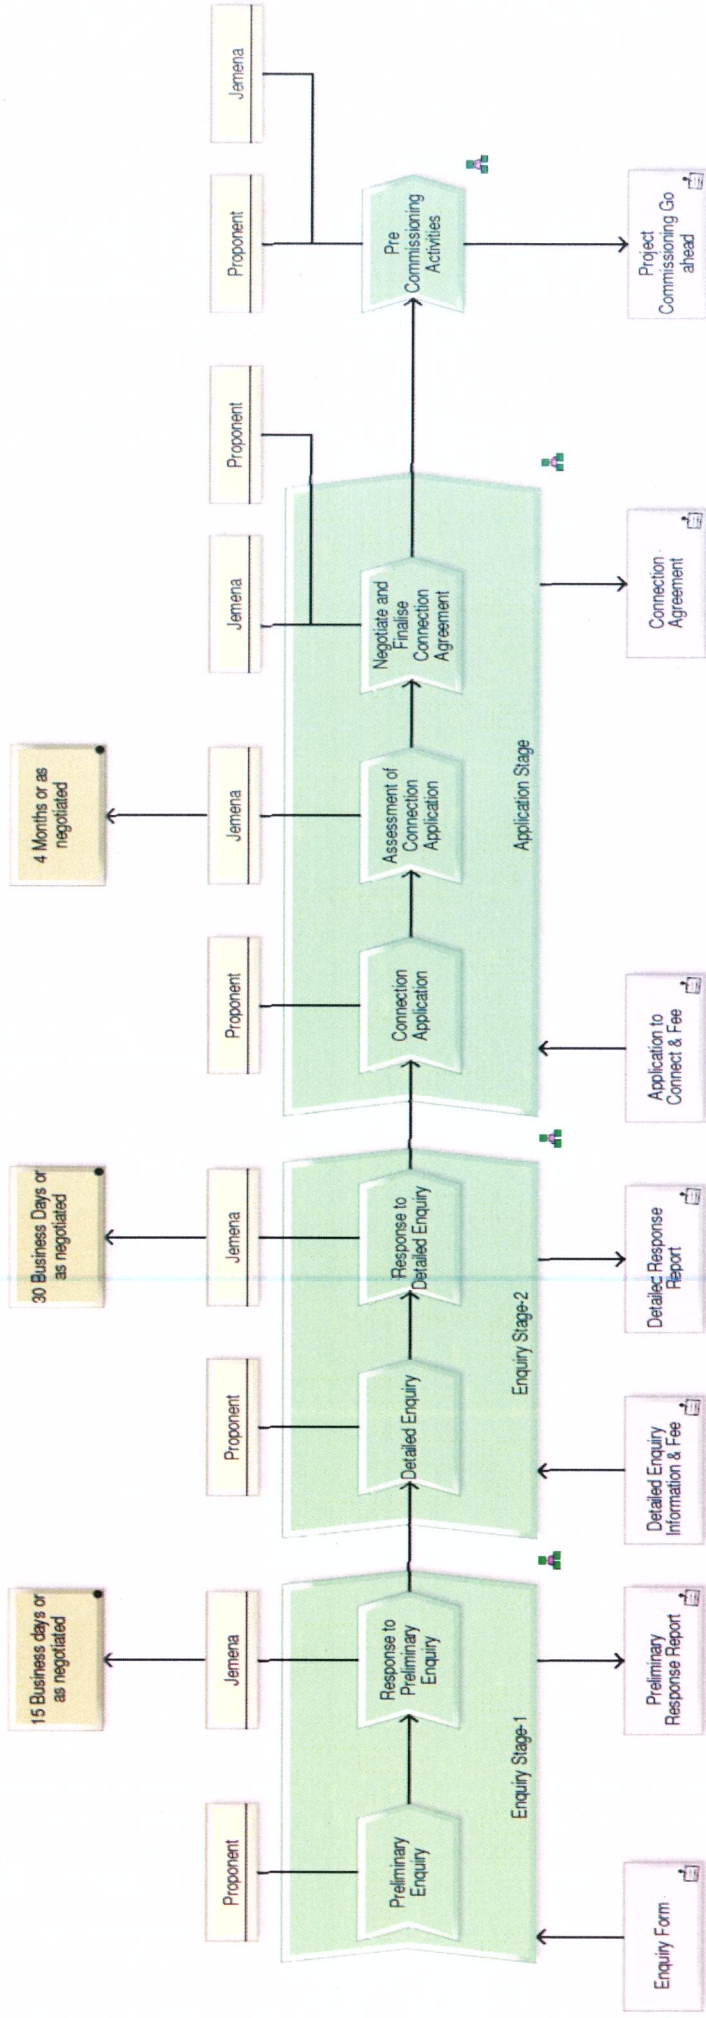 15 Business days or
as negotiated
30 Business Days or
as negotiated
4 Months or as
negotiated
Proponent
Jemena
Proponent
Jemena
Proponent
Jemena
Jemena
Proponent
Proponent
Jemena
Preliminary
Enquiry
Response to
Preliminary
Enquiry
Detailed Enquiry
Response to
Detailed Enquiry
Connection
Application
Assessment of
Connection
Application
Negotiate and
Finalise
Connection
Agreement
Pre
Commissioning
Activities
Enquiry Stage-1
Enquiry Stage-2
Application Stage
Enquiry Form
Preliminary
Response Report
Detailed Enquiry
Information & Fee
Detailed Response
Report
Application to
Connect & Fee
Connection
Agreement
Project
Commissioning Go
ahead